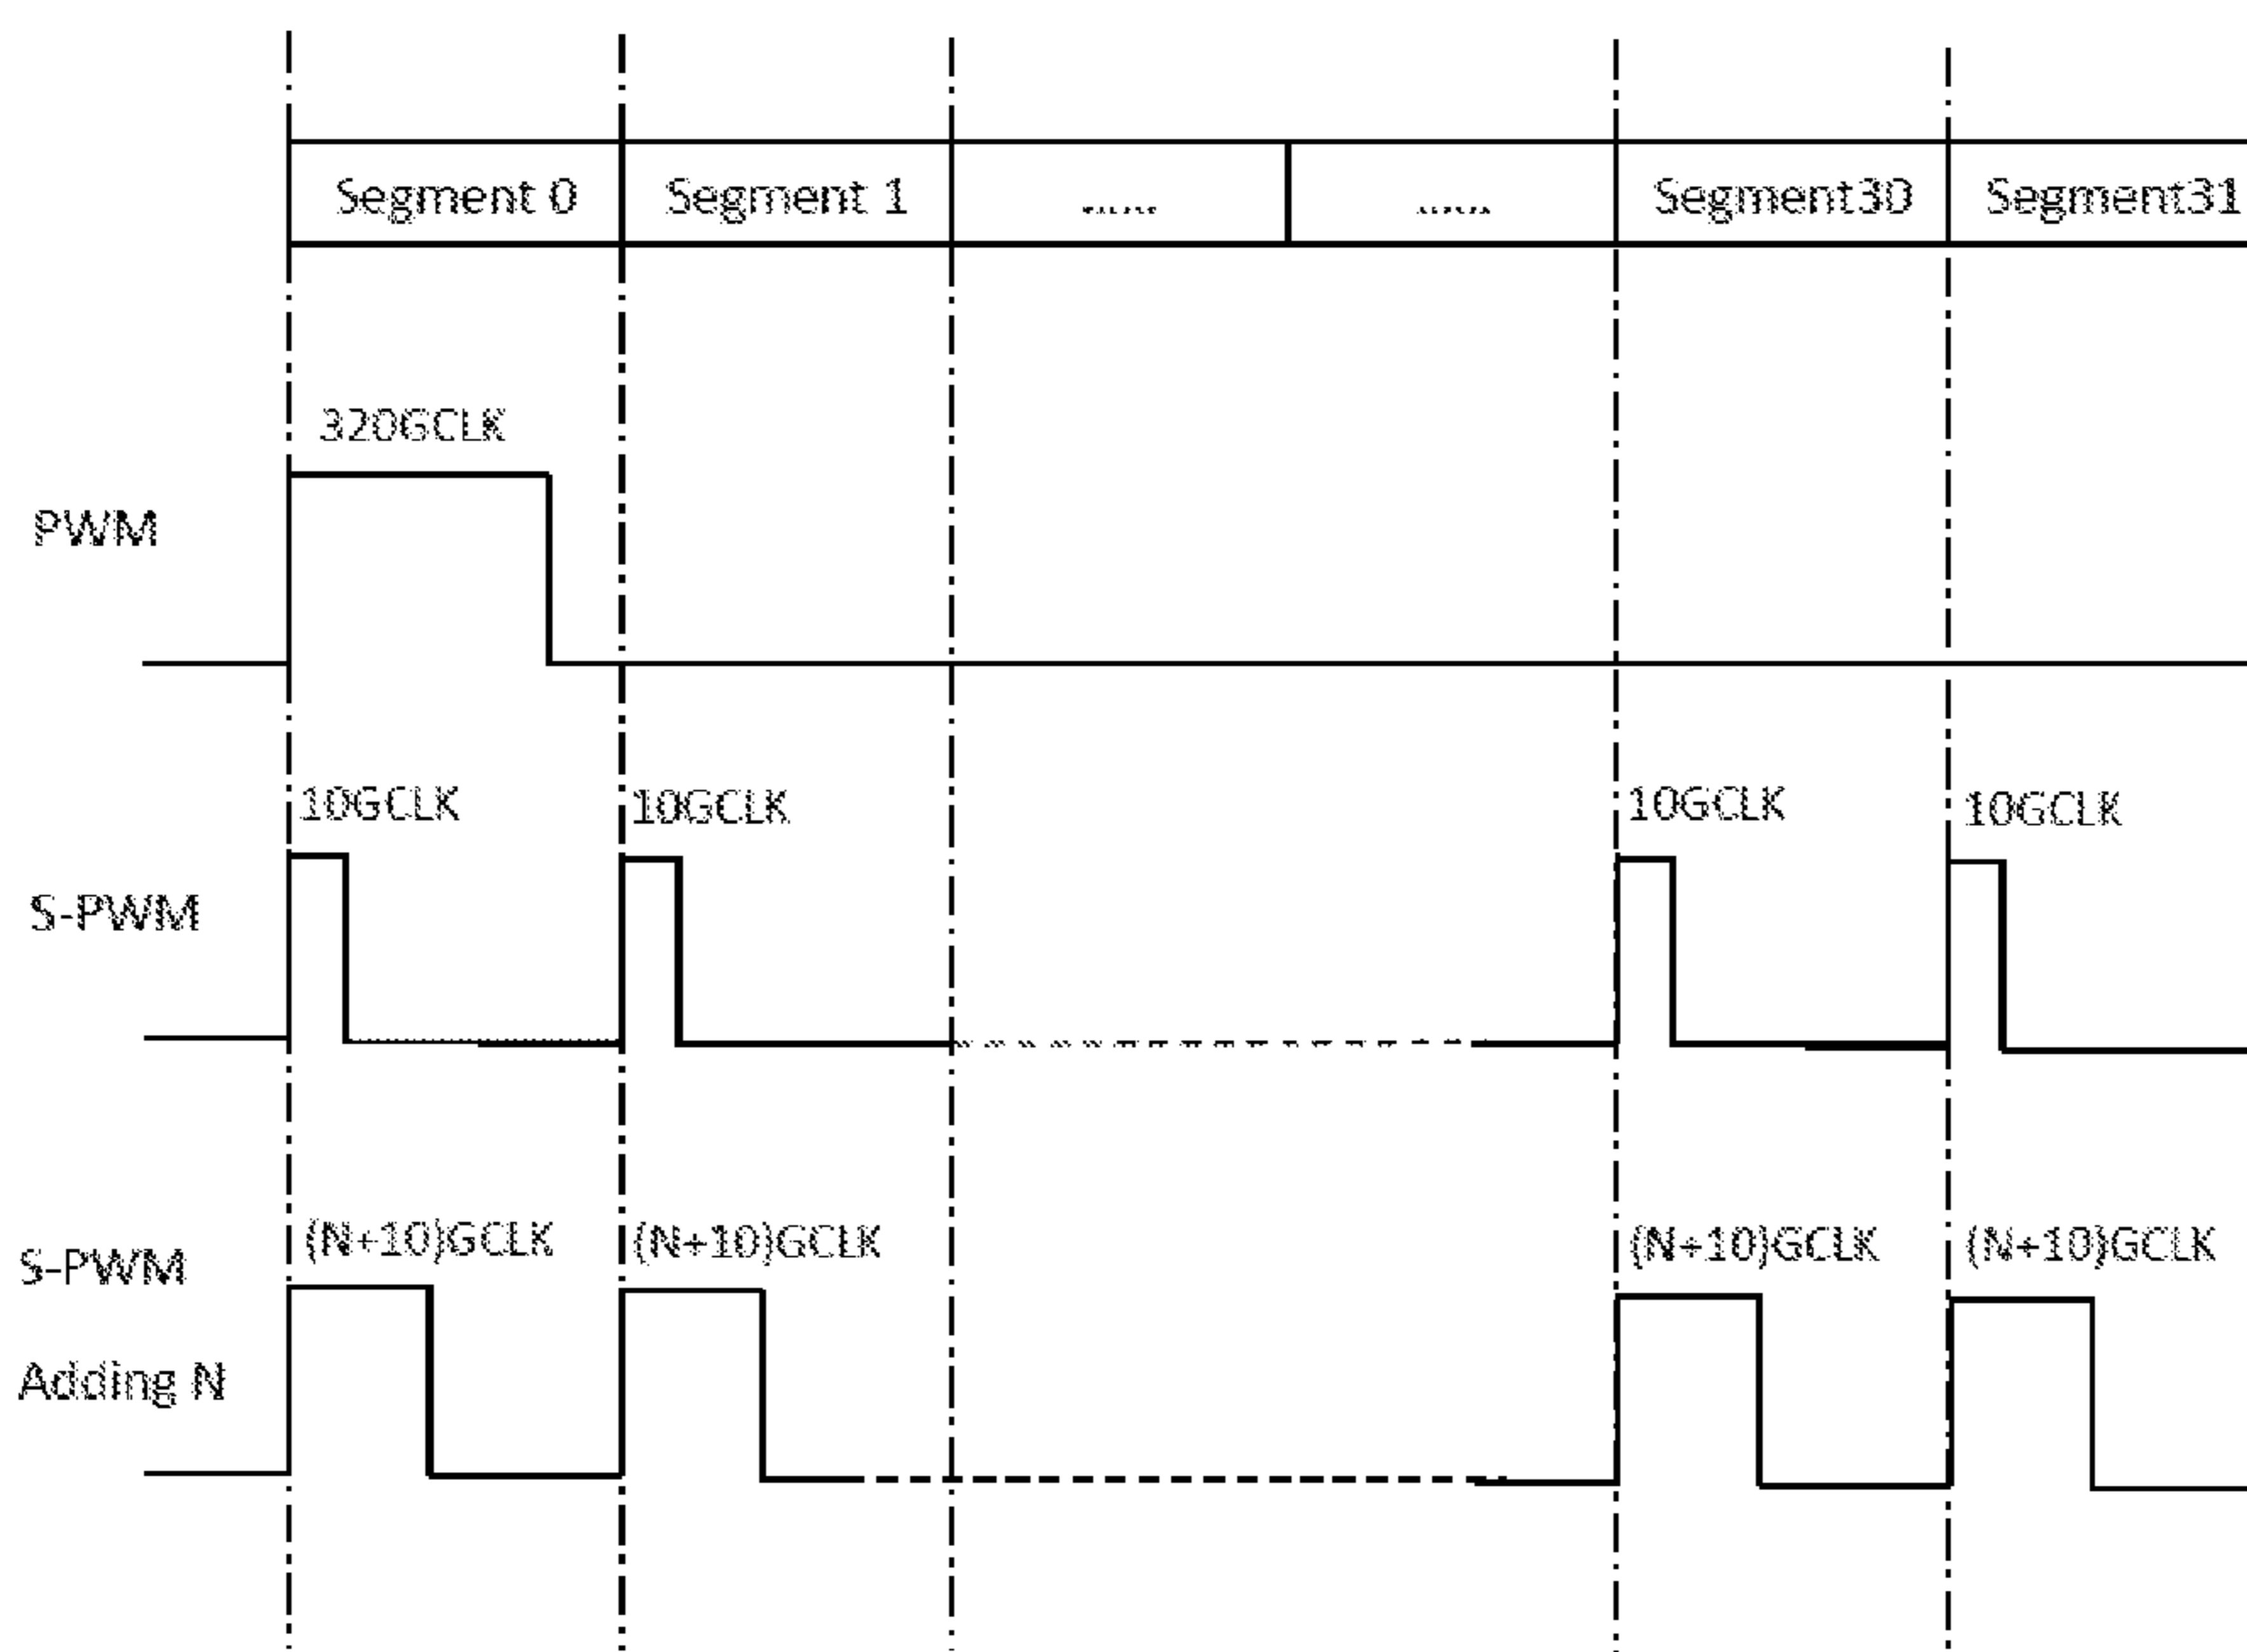 Segment 0 Segment 1 ...... ...... Segment30 Segment31
320GCLK
PWM
10GCLK 10GCLK 10GCLK 10GCLK
S-PWM
(N+10)GCLK (N+10)GCLK (N+10)GCLK (N+10)GCLK
S-PWM
Adding N